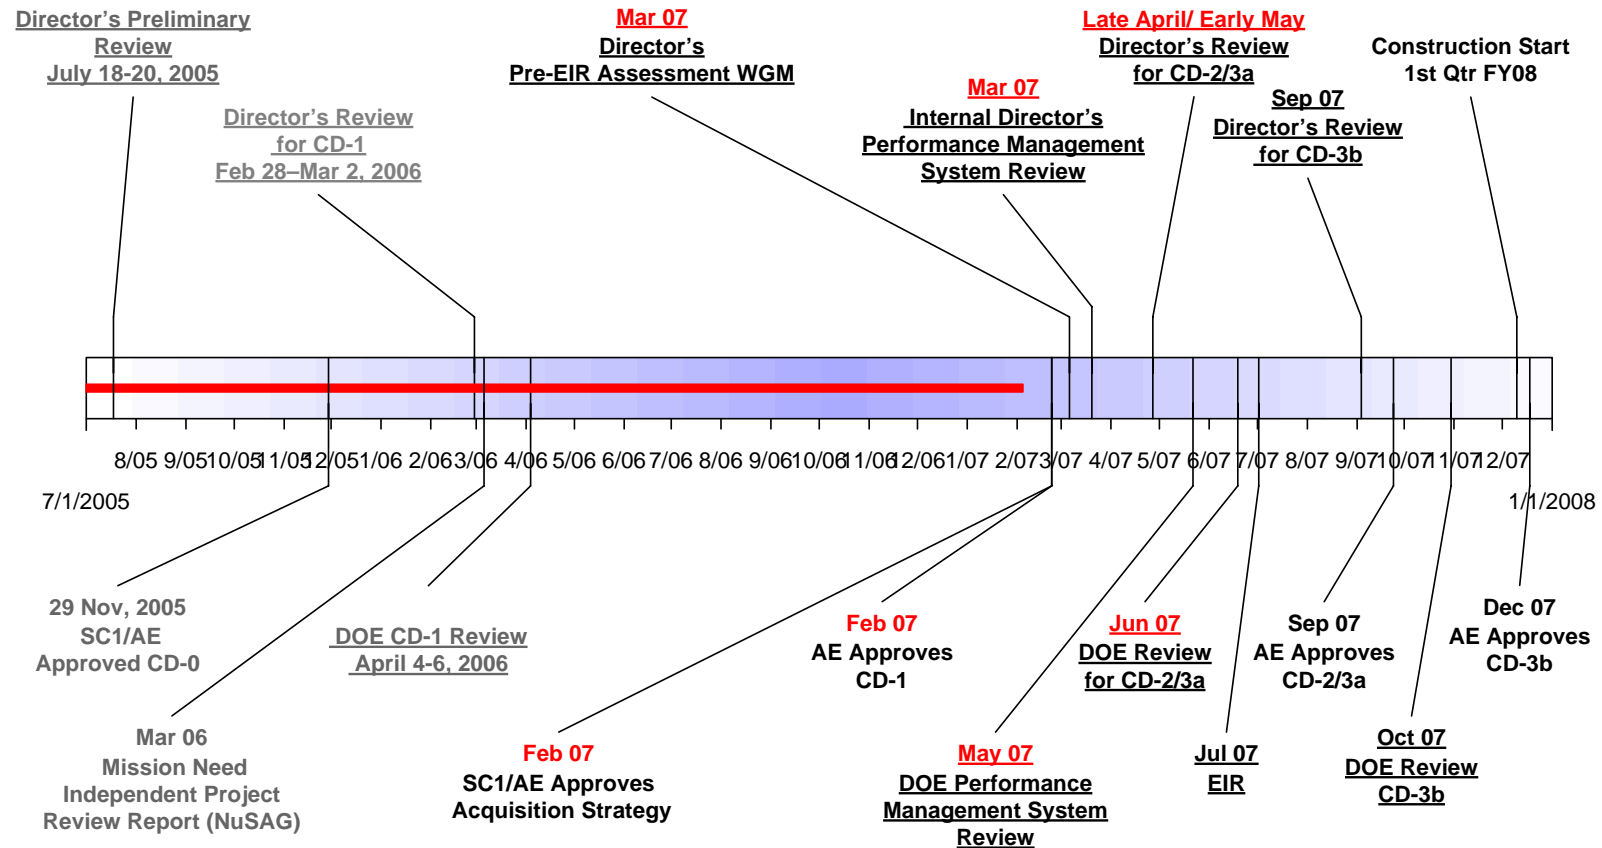 Director’s Preliminary
Review
July 18-20, 2005
Director’s Review
for CD-1
Feb 28–Mar 2, 2006
Mar 07
Director’s
Pre-EIR Assessment WGM
Mar 07
Internal Director’s
Performance Management
System Review
Late April/ Early May
Director’s Review
for CD-2/3a
Sep 07
Director’s Review
for CD-3b
Construction Start
1st Qtr FY08
8/05 9/05 10/05 11/05 12/05 1/06 2/06 3/06 4/06 5/06 6/06 7/06 8/06 9/06 10/06 11/06 12/06 1/07 2/07 3/07 4/07 5/07 6/07 7/07 8/07 9/07 10/07 11/07 12/07
7/1/2005 1/1/2008
29 Nov, 2005
SC1/AE
Approved CD-0
Mar 06
Mission Need
Independent Project
Review Report (NuSAG)
DOE CD-1 Review
April 4-6, 2006
Feb 07
SC1/AE Approves
Acquisition Strategy
Feb 07
AE Approves
CD-1
May 07
DOE Performance
Management System
Review
Jun 07
DOE Review
for CD-2/3a
Jul 07
EIR
Sep 07
AE Approves
CD-2/3a
Oct 07
DOE Review
CD-3b
Dec 07
AE Approves
CD-3b